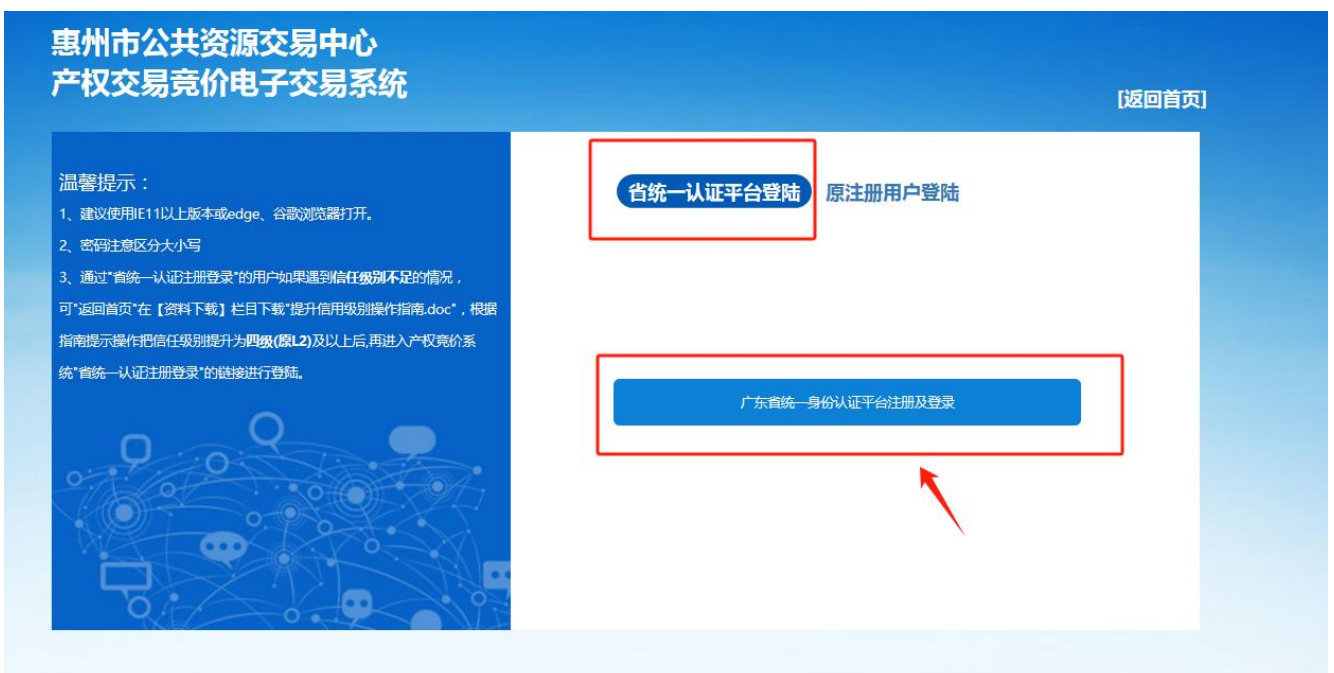 惠州市公共资源交易中心
产权交易竞价电子交易系统
[返回首页]
温馨提示：
1、建议使用IE11以上版本或edge、谷歌浏览器打开。
2、密码注意区分大小写
3、通过"省统一认证注册登录"的用户如果遇到信任级别不足的情况，
可"返回首页"在【资料下载】栏目下载"提升信用级别操作指南.doc"，根据
指南提示操作把信任级别提升为四级(原L2)及以上后,再进入产权竞价系
统"省统一认证注册登录"的链接进行登陆。
省统一认证平台登陆 原注册用户登陆
广东省统一身份认证平台注册及登录